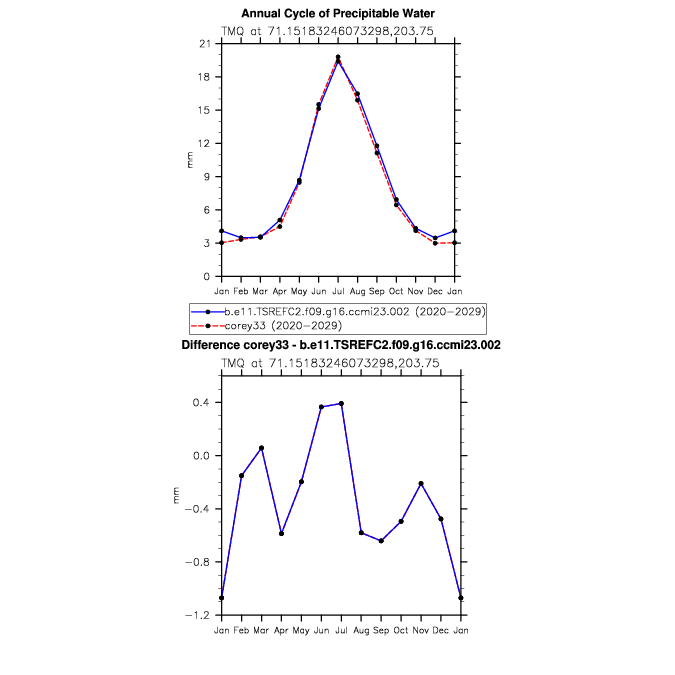 Annual Cycle of Precipitable Water
TMQ at 71.15183246073298,203.75
21
18
15
12
9
6
3
0
mm
Jan Feb Mar Apr May Jun Jul Aug Sep Oct Nov Dec Jan
b.e11.TSREFC2.f09.g16.ccmi23.002 (2020-2029)
corey33 (2020-2029)
Difference corey33 - b.e11.TSREFC2.f09.g16.ccmi23.002
TMQ at 71.15183246073298,203.75
0.4
0.0
-0.4
-0.8
-1.2
mm
Jan Feb Mar Apr May Jun Jul Aug Sep Oct Nov Dec Jan